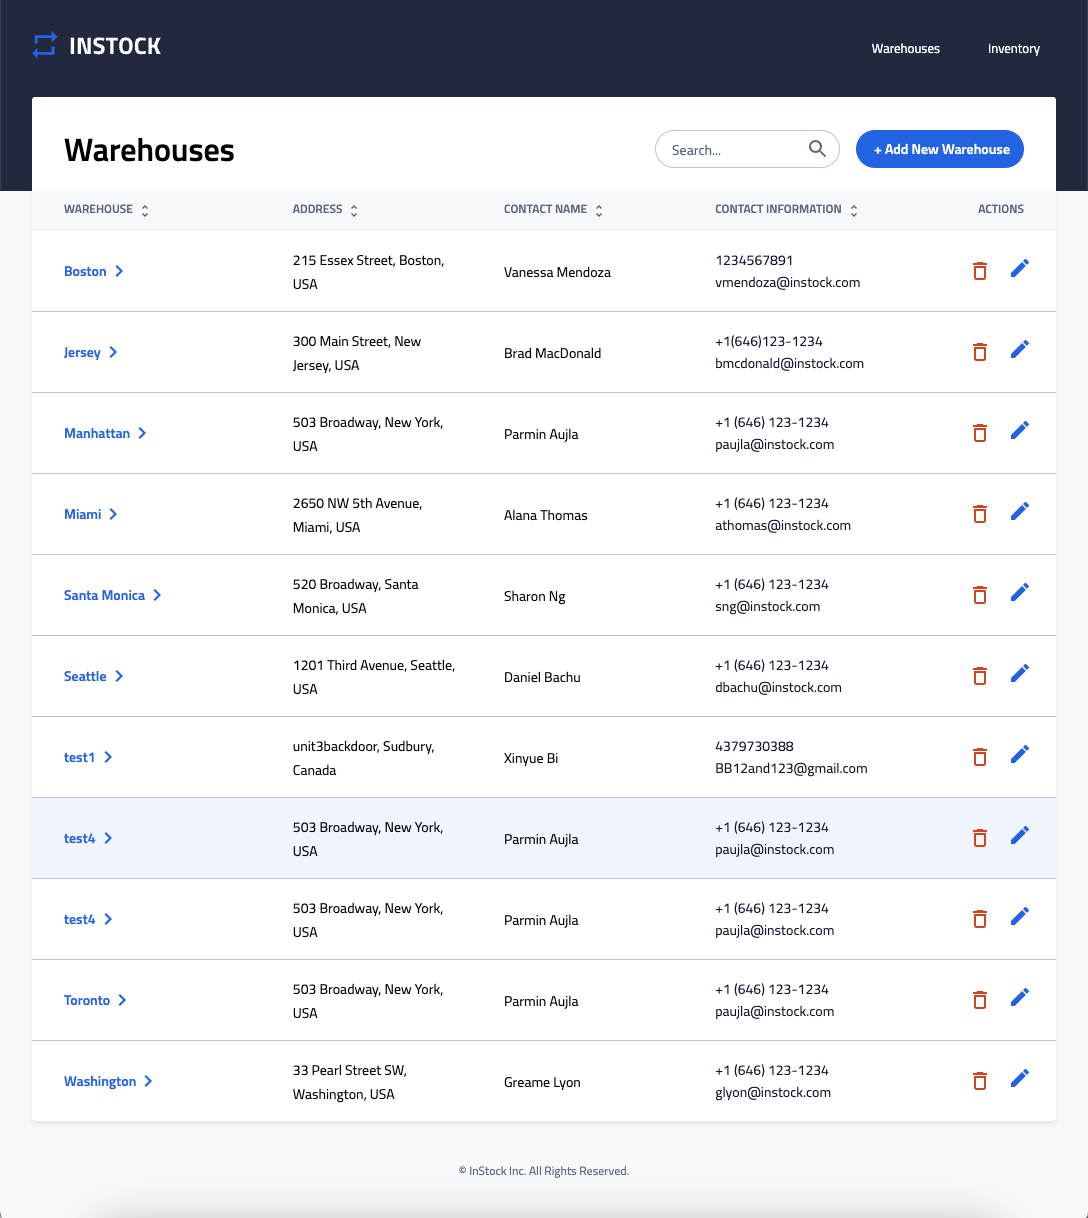 INSTOCK
Warehouses Inventory
Warehouses
Search...
+ Add New Warehouse
WAREHOUSE ADDRESS CONTACT NAME CONTACT INFORMATION ACTIONS
Boston
215 Essex Street, Boston,
USA
Vanessa Mendoza
1234567891
vmendoza@instock.com
Jersey
300 Main Street, New
Jersey, USA
Brad MacDonald
+1(646)123-1234
bmcdonald@instock.com
Manhattan
503 Broadway, New York,
USA
Parmin Aujla
+1 (646) 123-1234
paujla@instock.com
Miami
2650 NW 5th Avenue,
Miami, USA
Alana Thomas
+1 (646) 123-1234
athomas@instock.com
Santa Monica
520 Broadway, Santa
Monica, USA
Sharon Ng
+1 (646) 123-1234
sng@instock.com
Seattle
1201 Third Avenue, Seattle,
USA
Daniel Bachu
+1 (646) 123-1234
dbachu@instock.com
test1
unit3backdoor, Sudbury,
Canada
Xinyue Bi
4379730388
BB12and123@gmail.com
test4
503 Broadway, New York,
USA
Parmin Aujla
+1 (646) 123-1234
paujla@instock.com
test4
503 Broadway, New York,
USA
Parmin Aujla
+1 (646) 123-1234
paujla@instock.com
Toronto
503 Broadway, New York,
USA
Parmin Aujla
+1 (646) 123-1234
paujla@instock.com
Washington
33 Pearl Street SW,
Washington, USA
Greame Lyon
+1 (646) 123-1234
glyon@instock.com
© InStock Inc. All Rights Reserved.